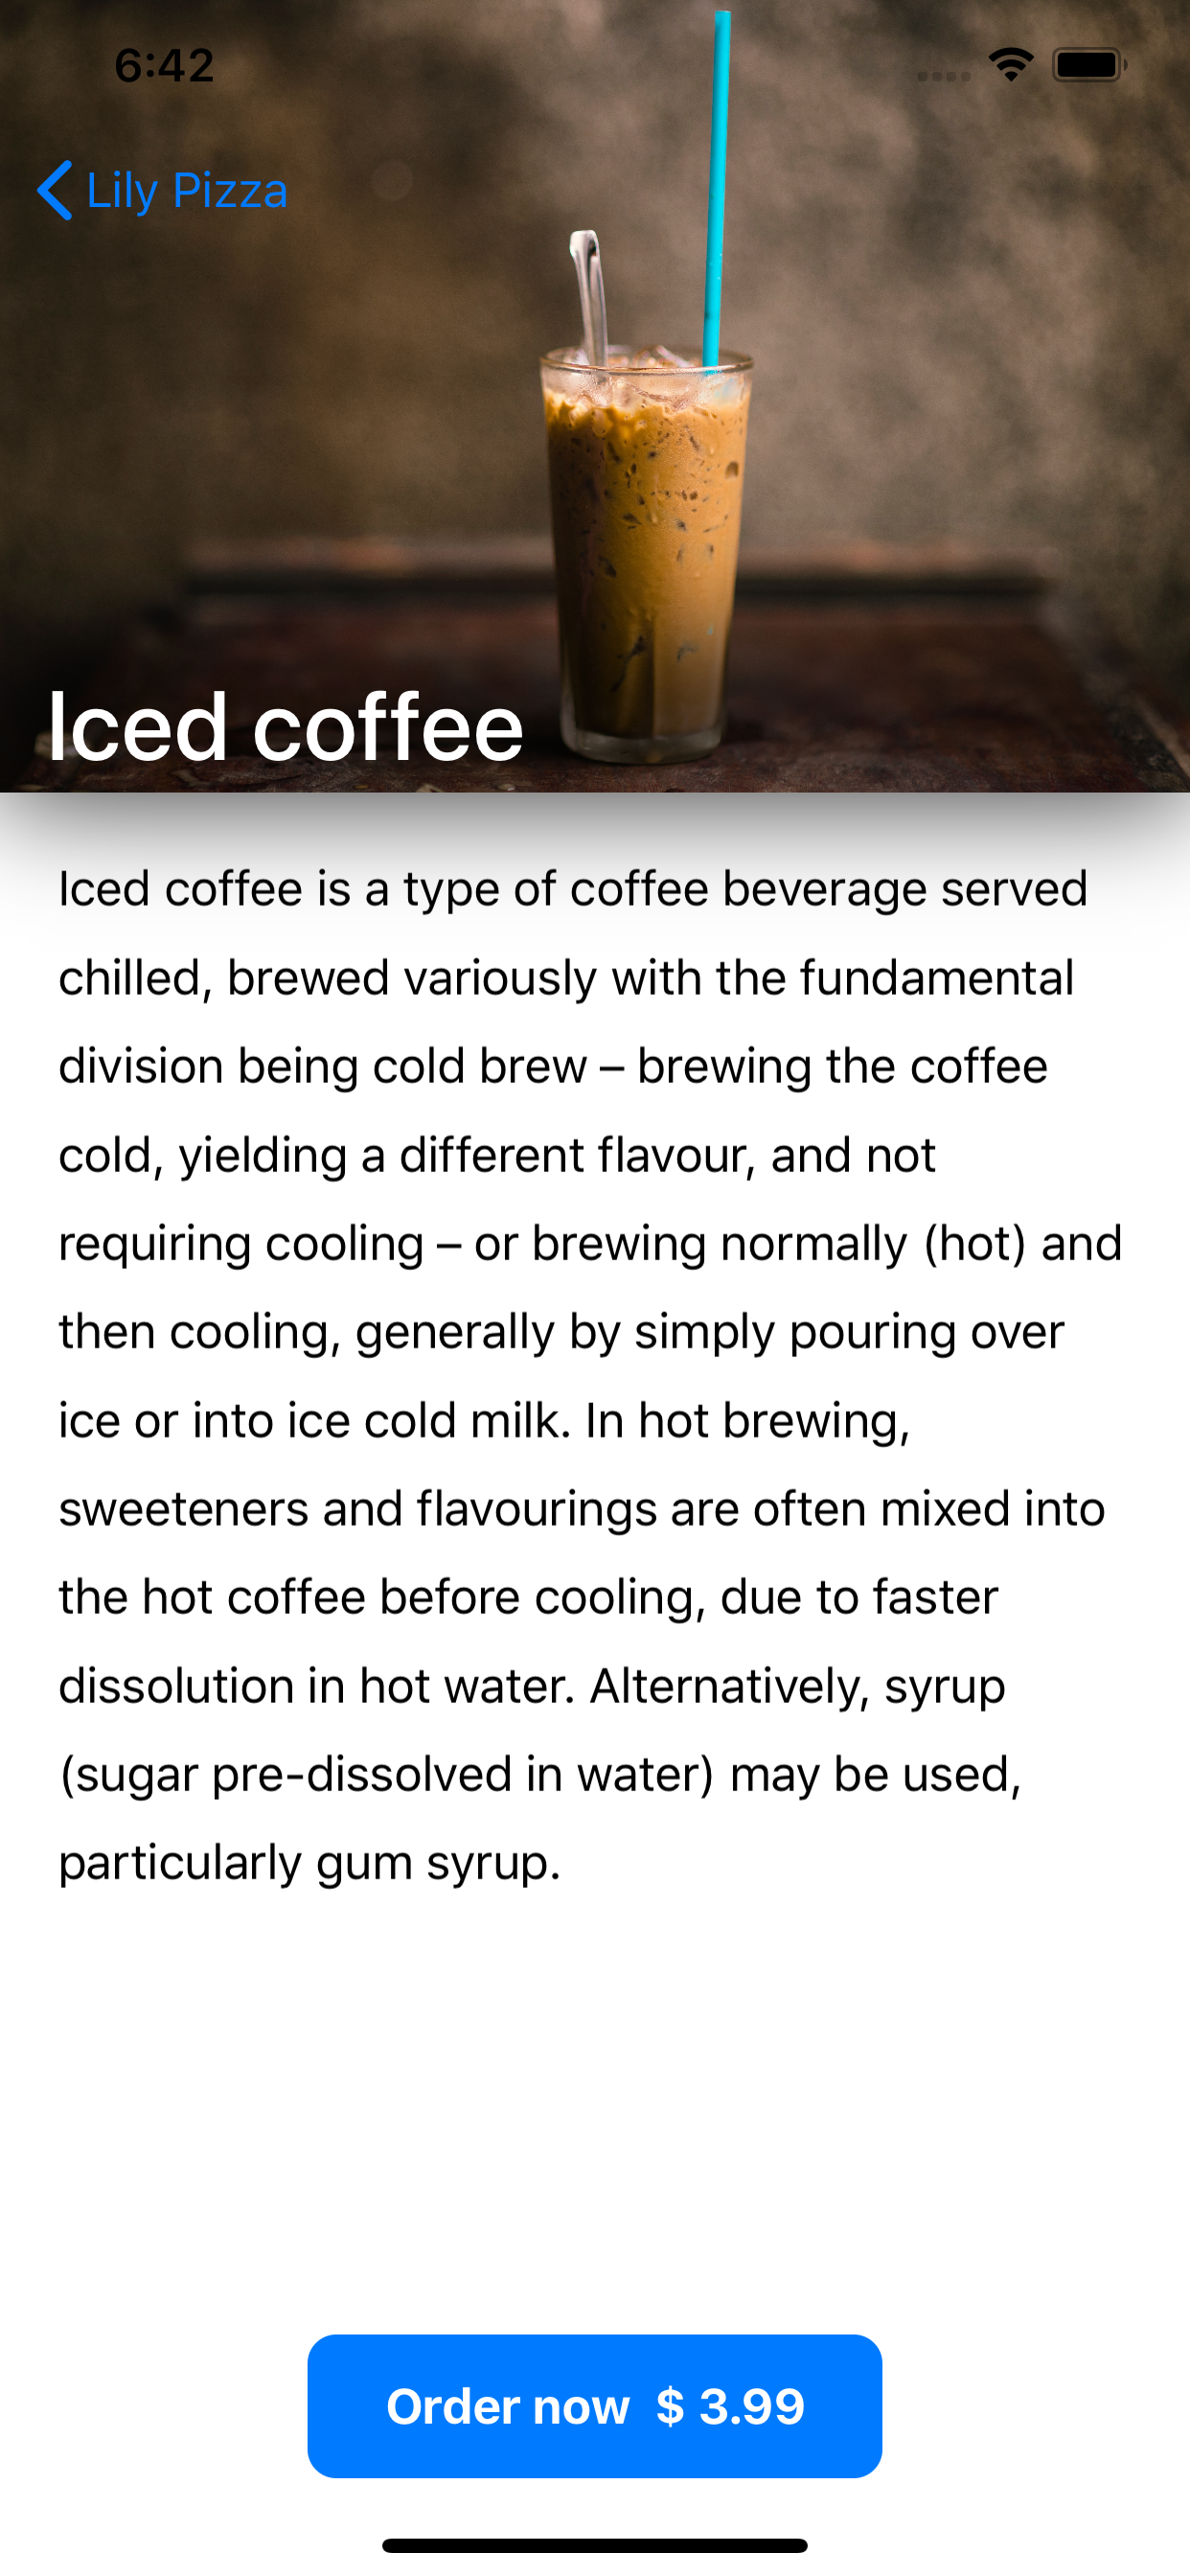 6:42
Lily Pizza
Iced coffee
Iced coffee is a type of coffee beverage served
chilled, brewed variously with the fundamental
division being cold brew – brewing the coffee
cold, yielding a different flavour, and not
requiring cooling – or brewing normally (hot) and
then cooling, generally by simply pouring over
ice or into ice cold milk. In hot brewing,
sweeteners and flavourings are often mixed into
the hot coffee before cooling, due to faster
dissolution in hot water. Alternatively, syrup
(sugar pre-dissolved in water) may be used,
particularly gum syrup.
Order now  $ 3.99